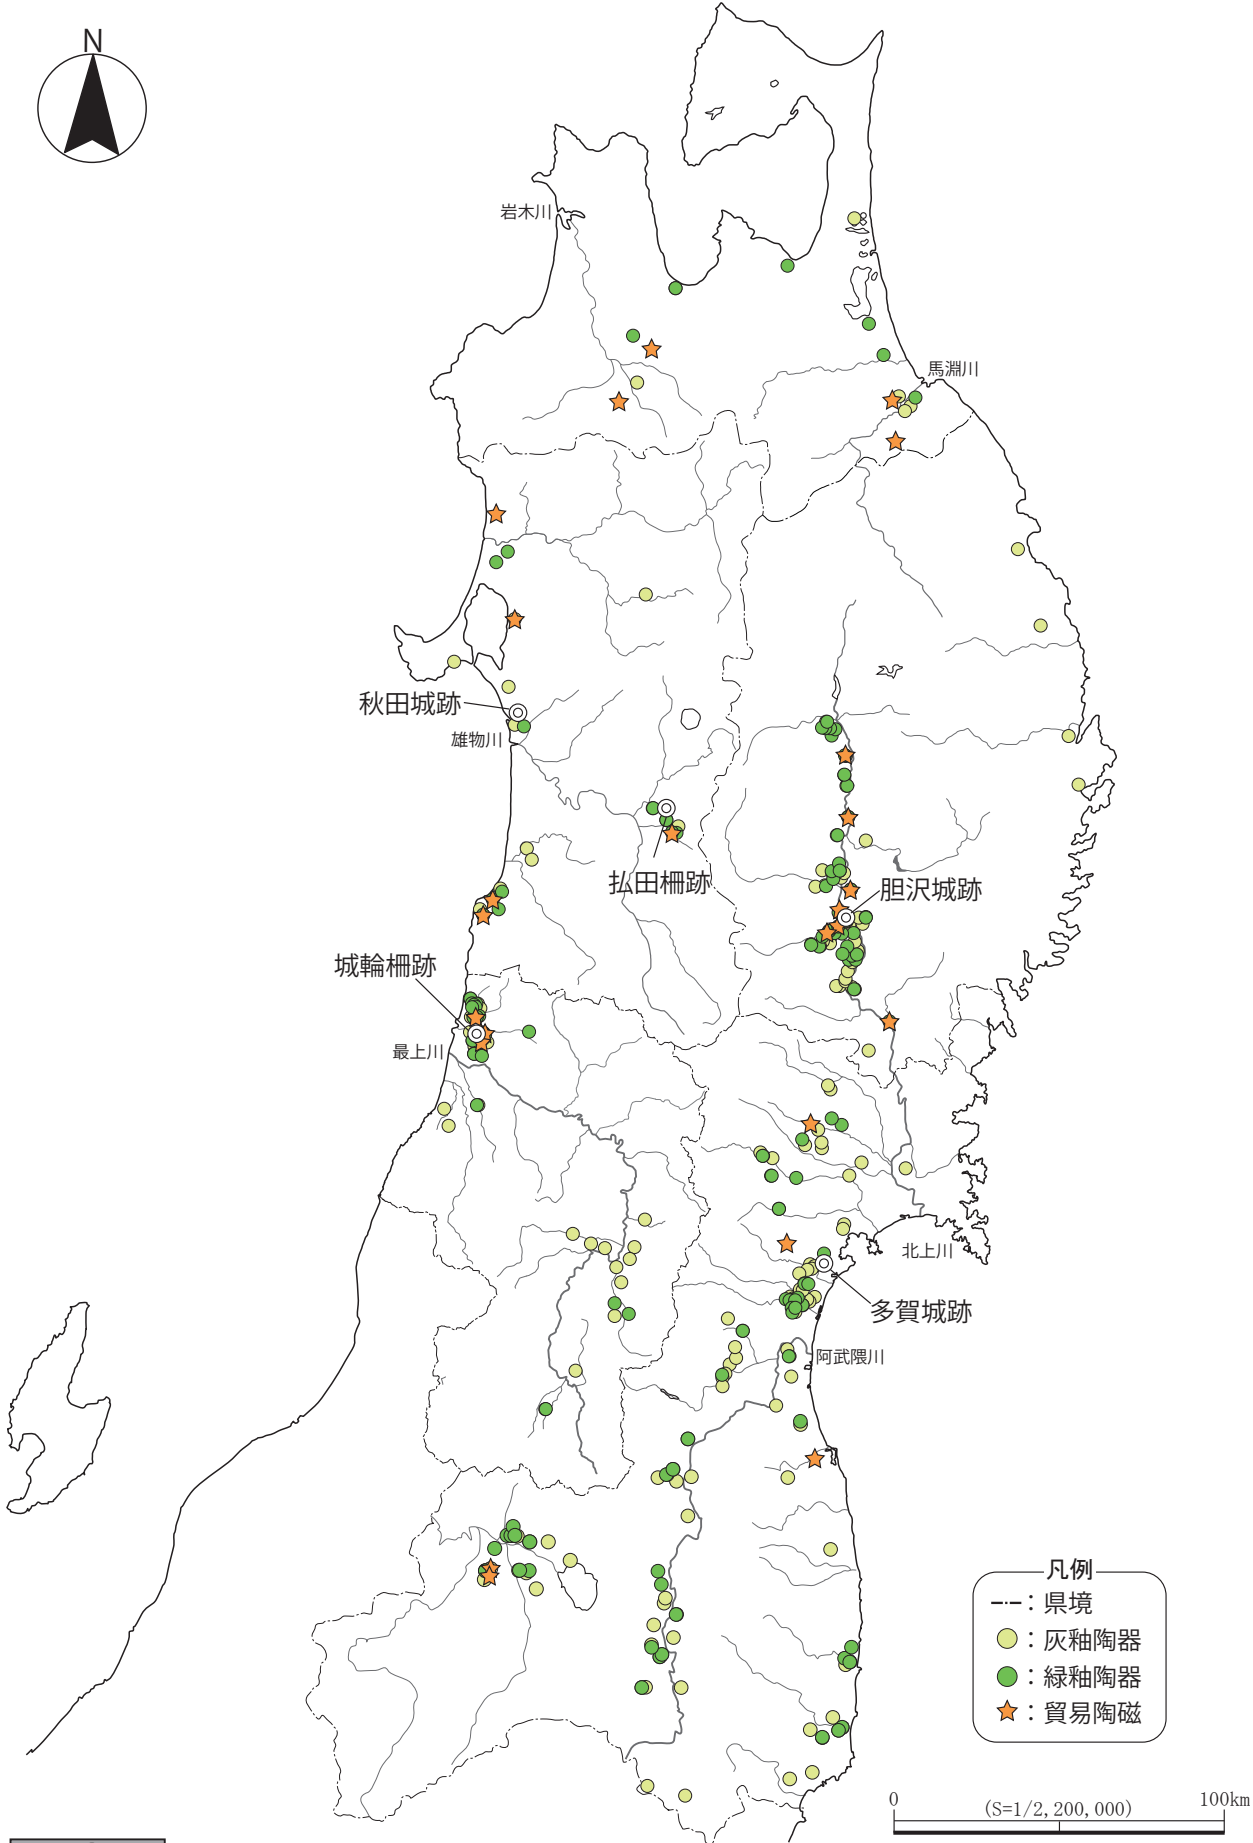 N
岩木川
馬淵川
秋田城跡
雄物川
払田柵跡
胆沢城跡
城輪柵跡
最上川
北上川
多賀城跡
阿武隈川
凡例
：県境
：灰釉陶器
：緑釉陶器
：貿易陶磁
0
(S=1/2,200,000)
100km